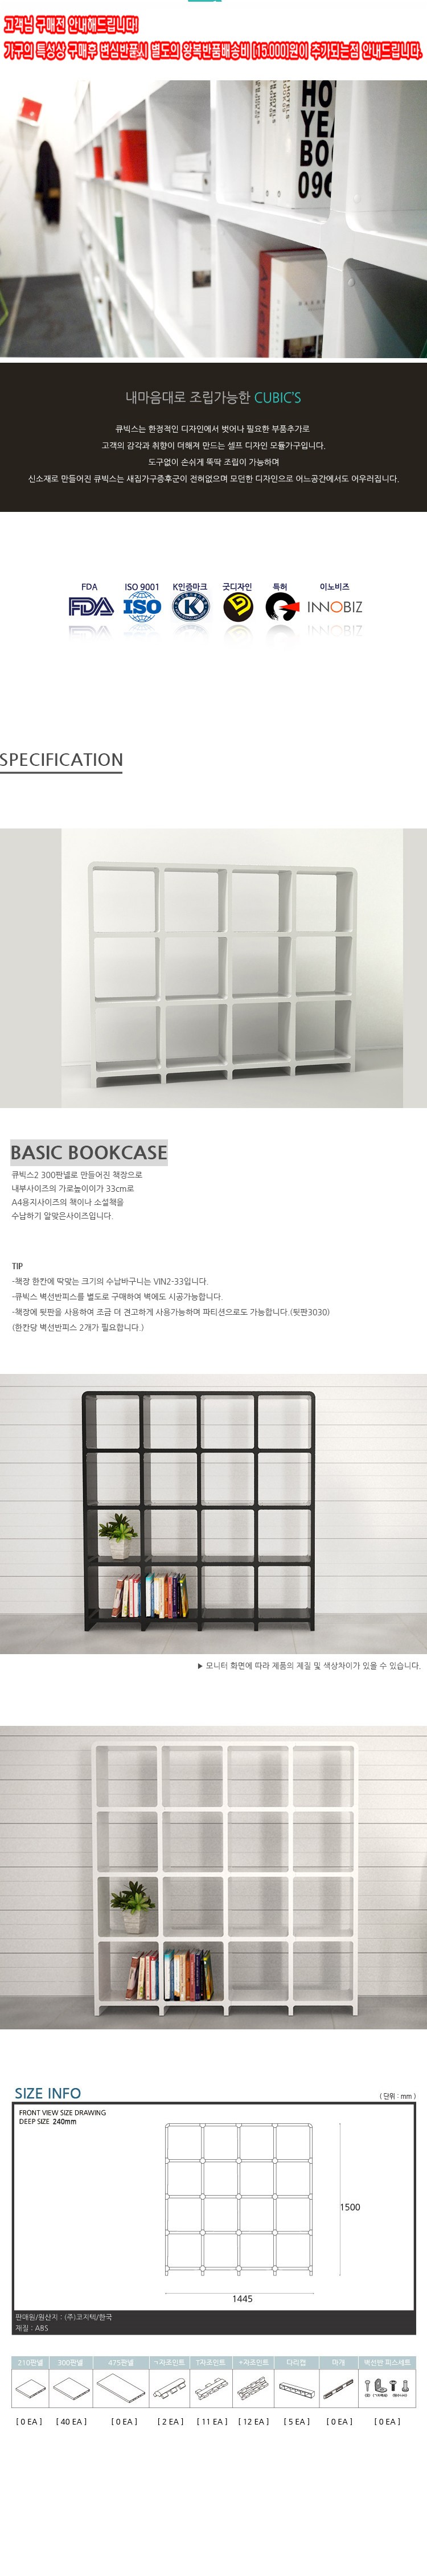 고객님 구매전 안내해드립니다!
가구의 특성상 구매후 변심반품시 별도의 왕복반품배송비 [15.000]원이 추가되는점 안내드립니다.
HO
YE
BO
09
내마음대로 조립가능한 CUBIC'S
큐빅스는 한정적인 디자인에서 벗어나 필요한 부품추가로
고객의 감각과 취향이 더해져 만드는 셀프 디자인 모듈가구입니다.
도구없이 손쉬게 뚝딱 조립이 가능하며
신소재로 만들어진 큐빅스는 새집가구증후군이 전혀없으며 모던한 디자인으로 어느공간에서도 어우러집니다.
FDA ISO 9001 K인증마크 굿디자인 특허 이노비즈
FDA ISO K INNOBIZ
SPECIFICATION
BASIC BOOKCASE
큐빅스2 300판넬로 만들어진 책장으로
내부사이즈의 가로높이이가 33cm로
A4용지사이즈의 책이나 소설책을
수납하기 알맞은사이즈입니다.
TIP
-책장 한칸에 딱맞는 크기의 수납바구니는 VIN2-33입니다.
-큐빅스 벽선반피스를 별도로 구매하여 벽에도 시공가능합니다.
-책장에 뒷판을 사용하여 조금 더 견고하게 사용가능하며 파티션으로도 가능합니다.(뒷판3030)
(한칸당 벽선반피스 2개가 필요합니다.)
▶ 모니터 화면에 따라 제품의 재질 및 색상차이가 있을 수 있습니다.
SIZE INFO
( 단위 : mm )
FRONT VIEW SIZE DRAWING
DEEP SIZE 240mm
1500
1445
판매원/원산지 : (주)코지텍/한국
재질 : ABS
210판넬 300판넬 475판넬 ㄱ자조인트 T자조인트 +자조인트 다리캡 마개 벽선반 피스세트
[ 0 EA ] [ 40 EA ] [ 0 EA ] [ 2 EA ] [ 11 EA ] [ 12 EA ] [ 5 EA ] [ 0 EA ] [ 0 EA ]